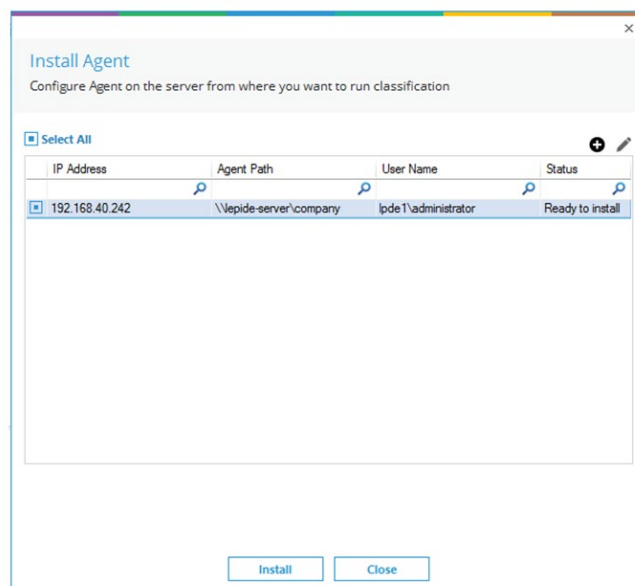 Install Agent
Configure Agent on the server from where you want to run classification
Select All
IP Address Agent Path User Name Status
192.168.40.242 \\lepide-server\company lpde1\administrator Ready to install
Install Close